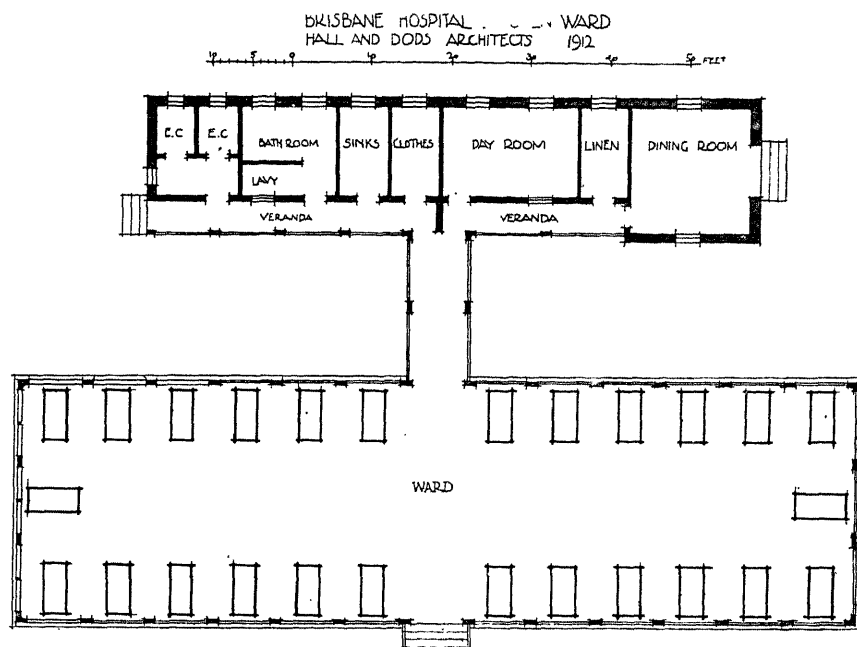 BRISBANE HOSPITAL WARD
HALL AND DODS ARCHITECTS 1912
10 5 0 10 20 30 40 50 FEET
E.C E.C BATH ROOM SINKS CLOTHES DAY ROOM LINEN DINING ROOM
LAVY
VERANDA VERANDA
WARD